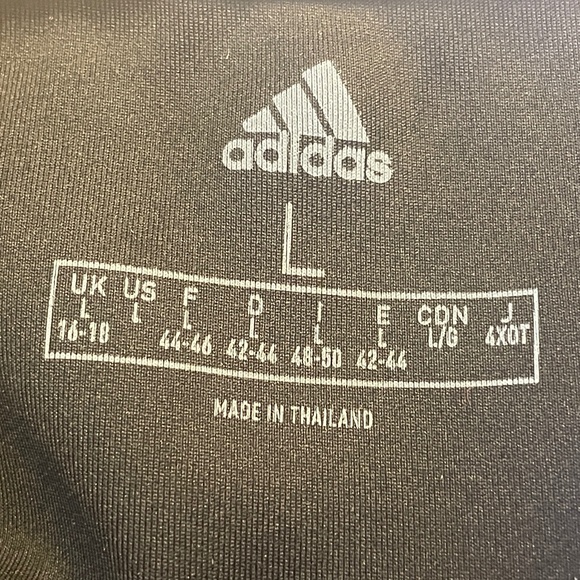 adidas
L
UK US F D I E CDN J
L L L L L L L/G 4XOT
16-18 44-46 42-44 48-50 42-44
MADE IN THAILAND